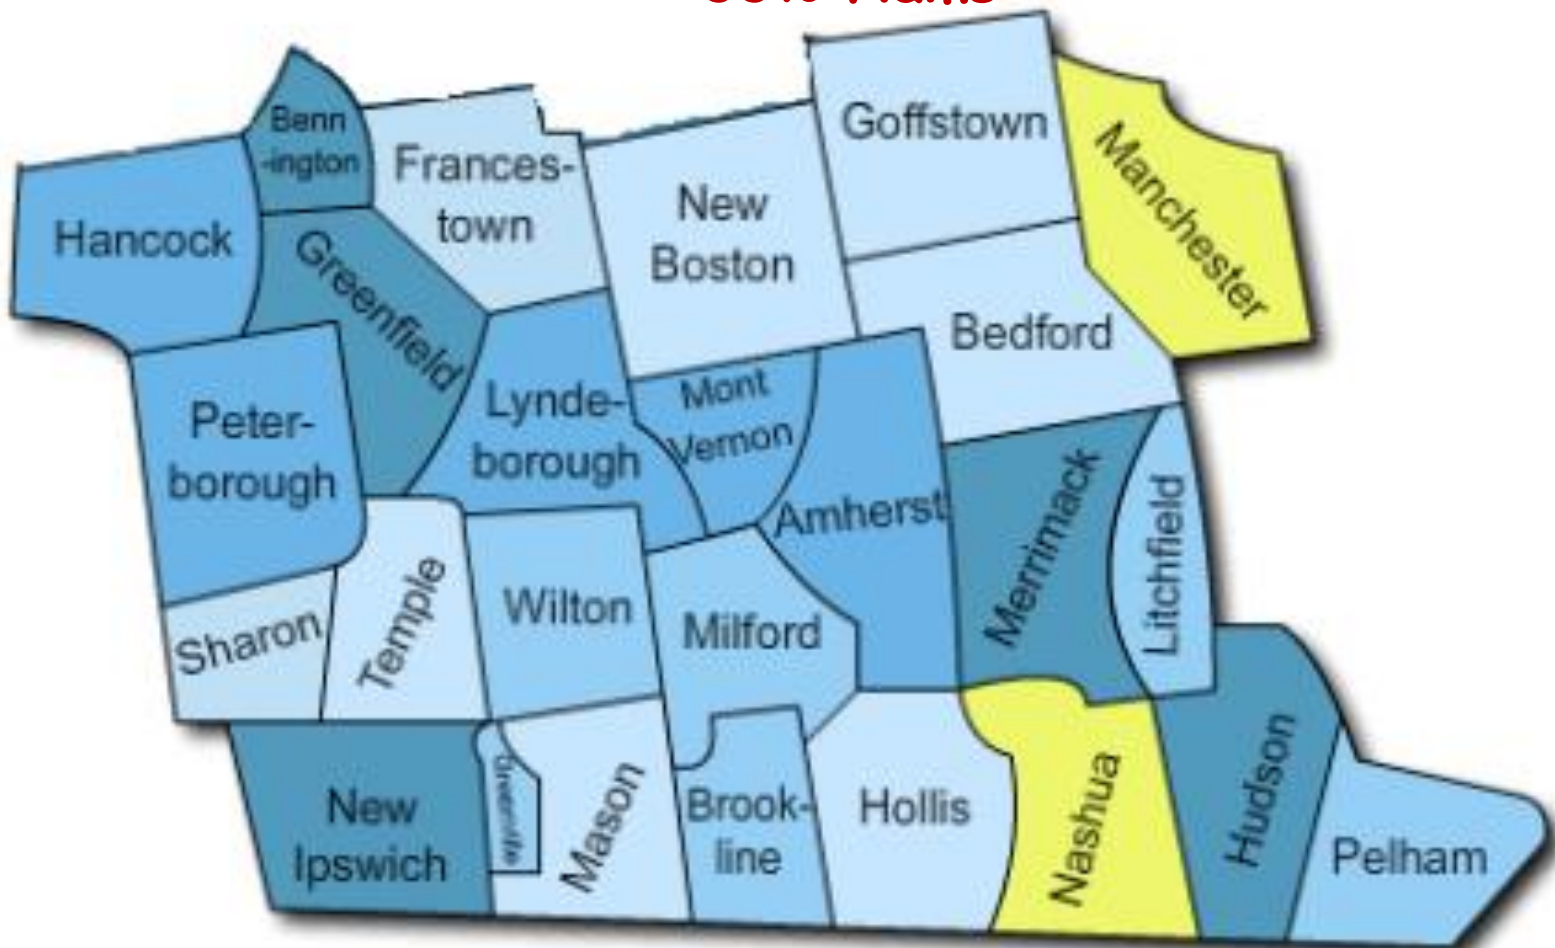 Goffstown
Benn
-ington
Frances-
town
Manchester
New
Boston
Hancock
Greenfield
Bedford
Peter-
borough
Lynde-
borough
Mont
Vernon
Amherst
Merrimack
Litchfield
Sharon
Temple
Wilton
Milford
New
Ipswich
Greenville
Mason
Brook-
line
Hollis
Nashua
Hudson
Pelham